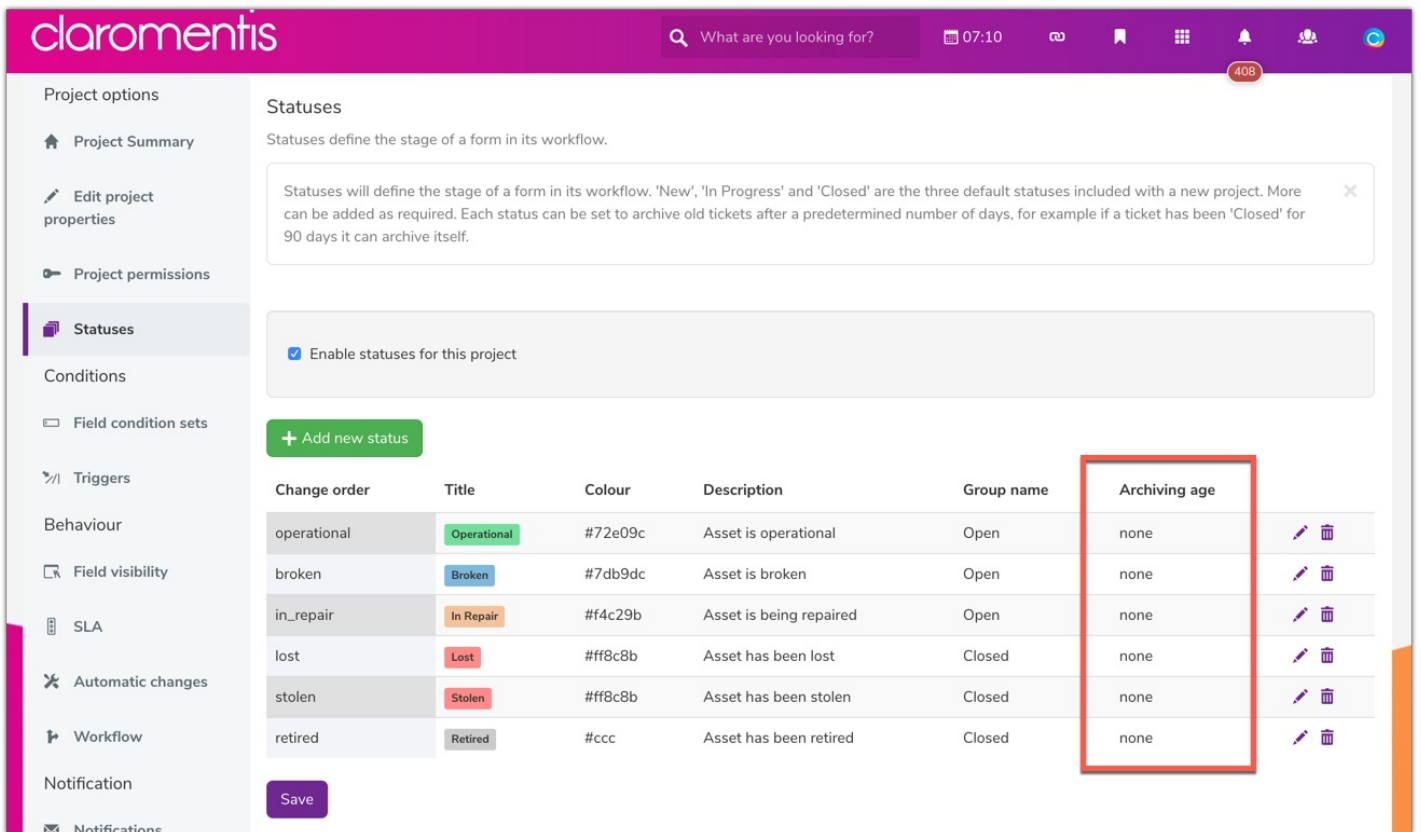 claromentis
What are you looking for?
07:10
408
Project options
Project Summary
Edit project
properties
Project permissions
Statuses
Conditions
Field condition sets
Triggers
Behaviour
Field visibility
SLA
Automatic changes
Workflow
Notification
Notifications
Statuses
Statuses define the stage of a form in its workflow.
Statuses will define the stage of a form in its workflow. 'New', 'In Progress' and 'Closed' are the three default statuses included with a new project. More
can be added as required. Each status can be set to archive old tickets after a predetermined number of days, for example if a ticket has been 'Closed' for
90 days it can archive itself.
Enable statuses for this project
Add new status
Change order Title Colour Description Group name Archiving age
operational Operational #72e09c Asset is operational Open none
broken Broken #7db9dc Asset is broken Open none
in_repair In Repair #f4c29b Asset is being repaired Open none
lost Lost #ff8c8b Asset has been lost Closed none
stolen Stolen #ff8c8b Asset has been stolen Closed none
retired Retired #ccc Asset has been retired Closed none
Save